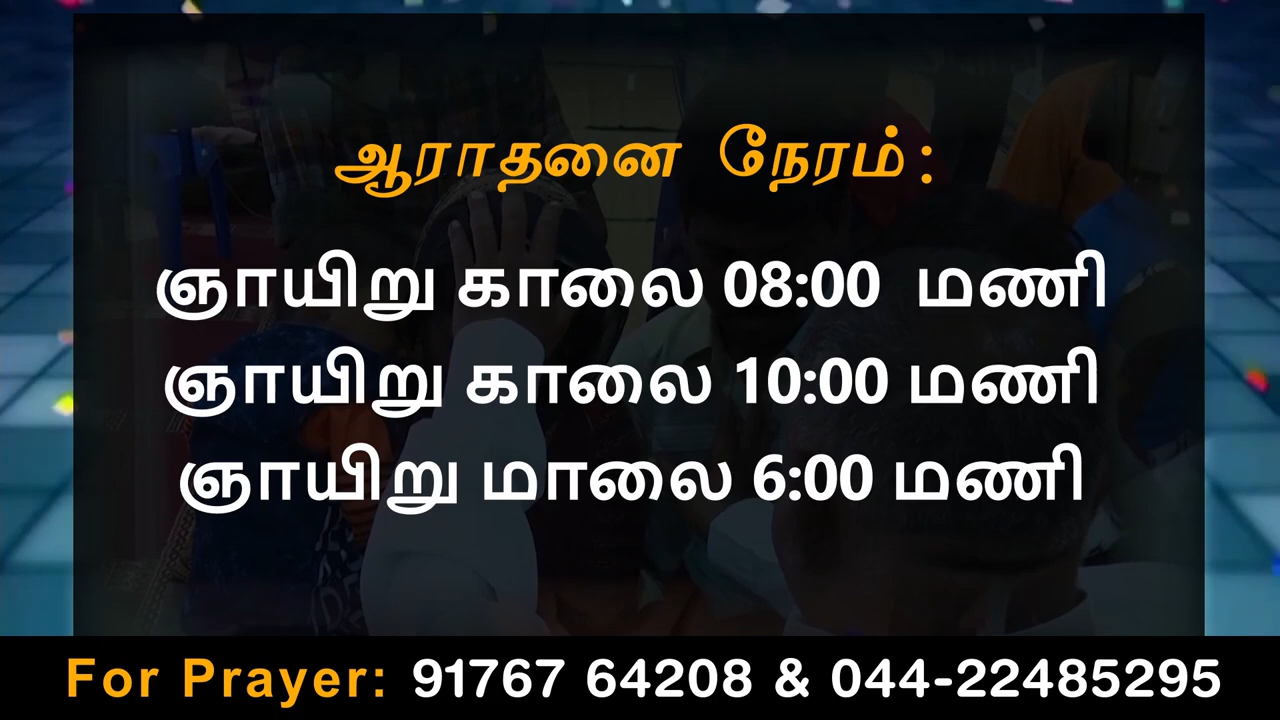 ஆராதனை நேரம்:
ஞாயிறு காலை 08:00 மணி
ஞாயிறு காலை 10:00 மணி
ஞாயிறு மாலை 6:00 மணி
For Prayer: 91767 64208 & 044-22485295